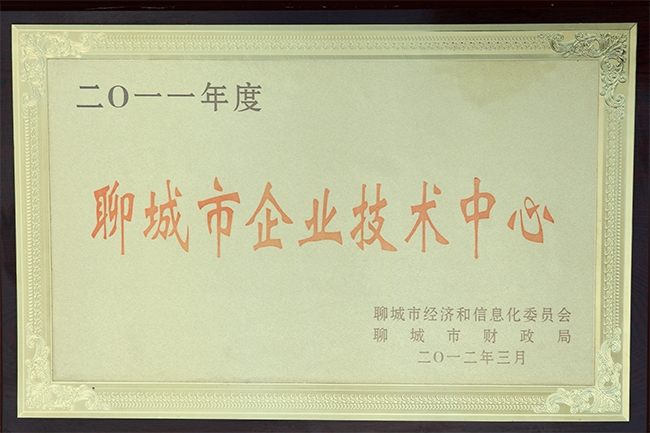 二〇一一年度
聊城市企业技术中心
聊城市经济和信息化委员会
聊城市财政局
二〇一二年三月